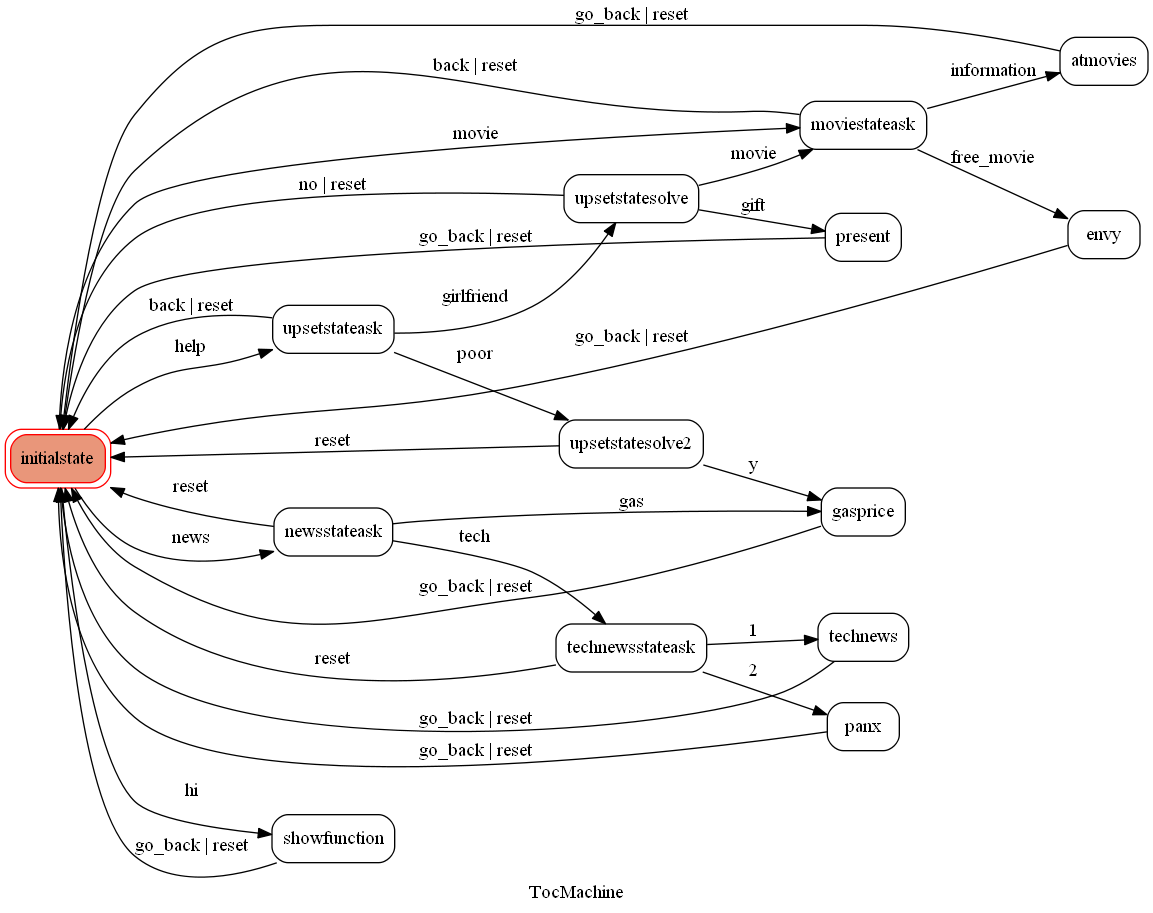 go_back | reset
atmovies
back | reset
information
moviestateask
movie
movie
free_movie
no | reset
upsetstatesolve
gift
present
envy
go_back | reset
girlfriend
back | reset
upsetstateask
help
poor
go_back | reset
initialstate
reset
upsetstatesolve2
y
reset
newsstateask
news
gas
gasprice
tech
go_back | reset
technewsstateask
1
technews
reset
2
go_back | reset
panx
go_back | reset
hi
showfunction
go_back | reset
TocMachine